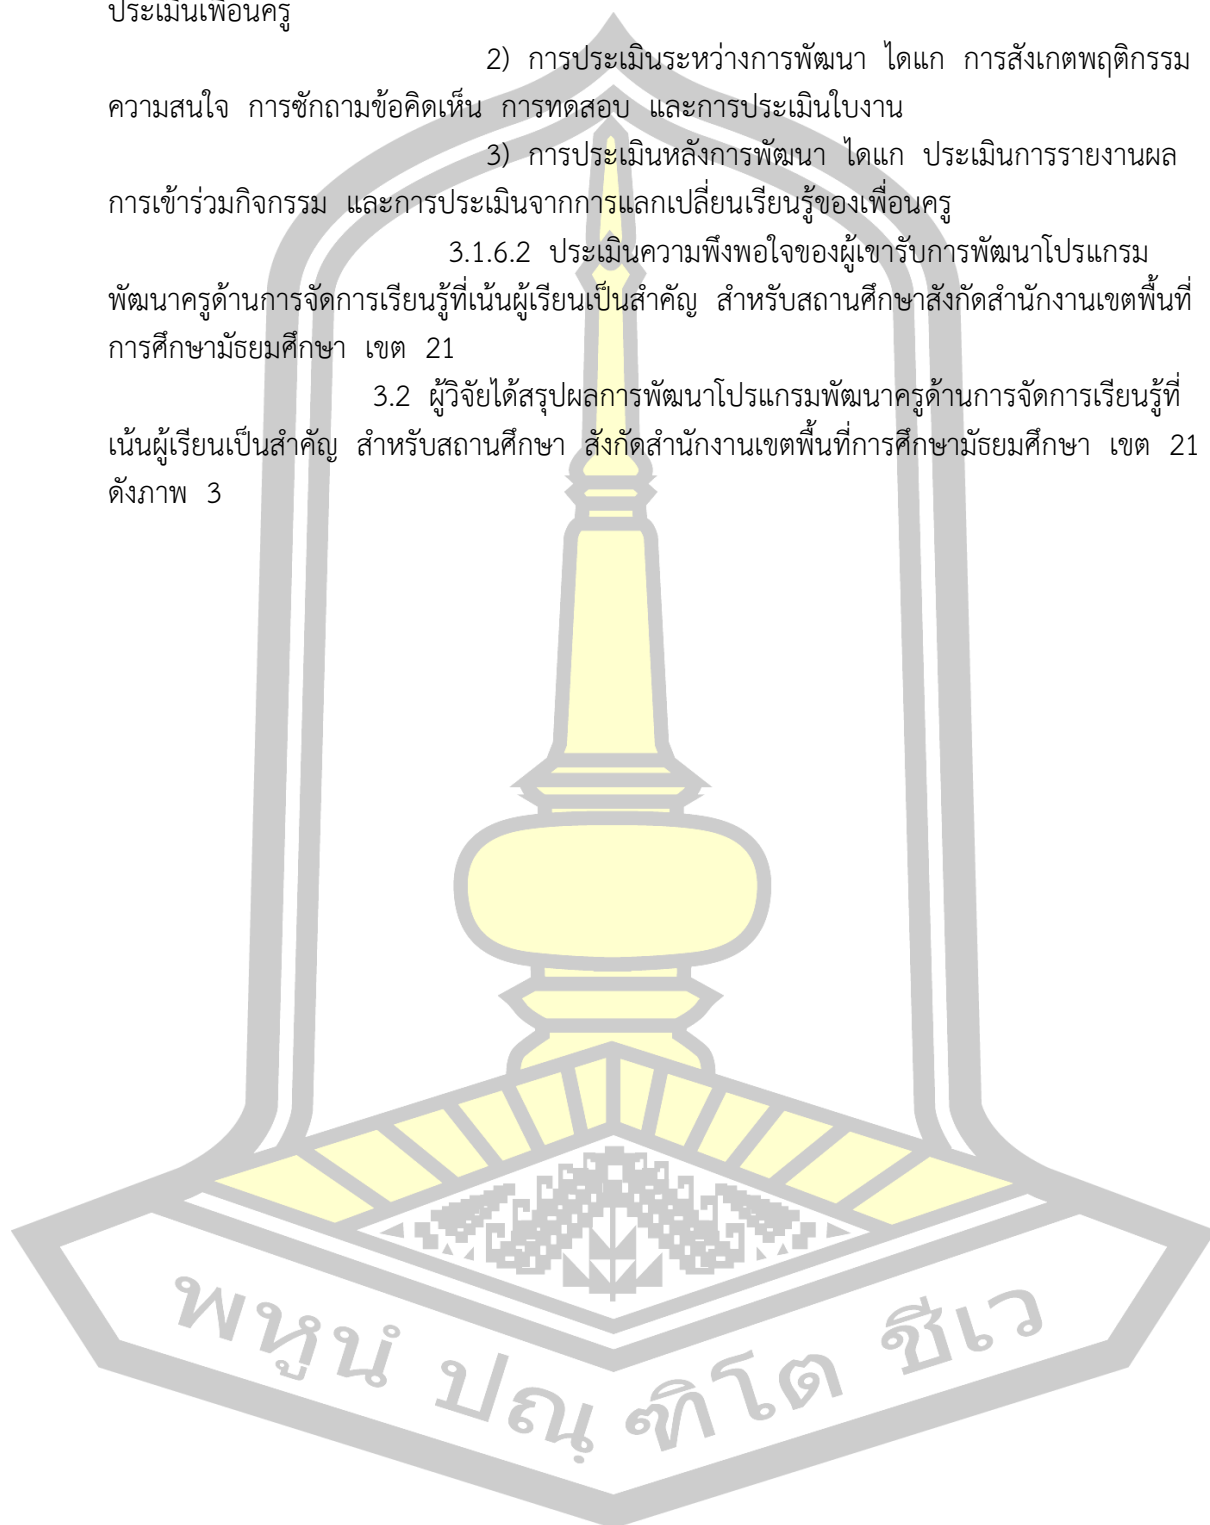 ประเมินเพื่อนครู
2) การประเมินระหว่างการพัฒนา ไดแก การสังเกตพฤติกรรม
ความสนใจ การซักถามข้อคิดเห็น การทดสอบ และการประเมินใบงาน
3) การประเมินหลังการพัฒนา ไดแก ประเมินการรายงานผล
การเข้าร่วมกิจกรรม และการประเมินจากการแลกเปลี่ยนเรียนรู้ของเพื่อนครู
3.1.6.2 ประเมินความพึงพอใจของผู้เขารับการพัฒนาโปรแกรม
พัฒนาครูด้านการจัดการเรียนรู้ที่เน้นผู้เรียนเป็นสำคัญ สำหรับสถานศึกษาสังกัดสำนักงานเขตพื้นที่
การศึกษามัธยมศึกษา เขต 21
3.2 ผู้วิจัยได้สรุปผลการพัฒนาโปรแกรมพัฒนาครูด้านการจัดการเรียนรู้ที่
เน้นผู้เรียนเป็นสำคัญ สำหรับสถานศึกษา สังกัดสำนักงานเขตพื้นที่การศึกษามัธยมศึกษา เขต 21
ดังภาพ 3
พหูนํ ปณฺฑิโต ชีเว